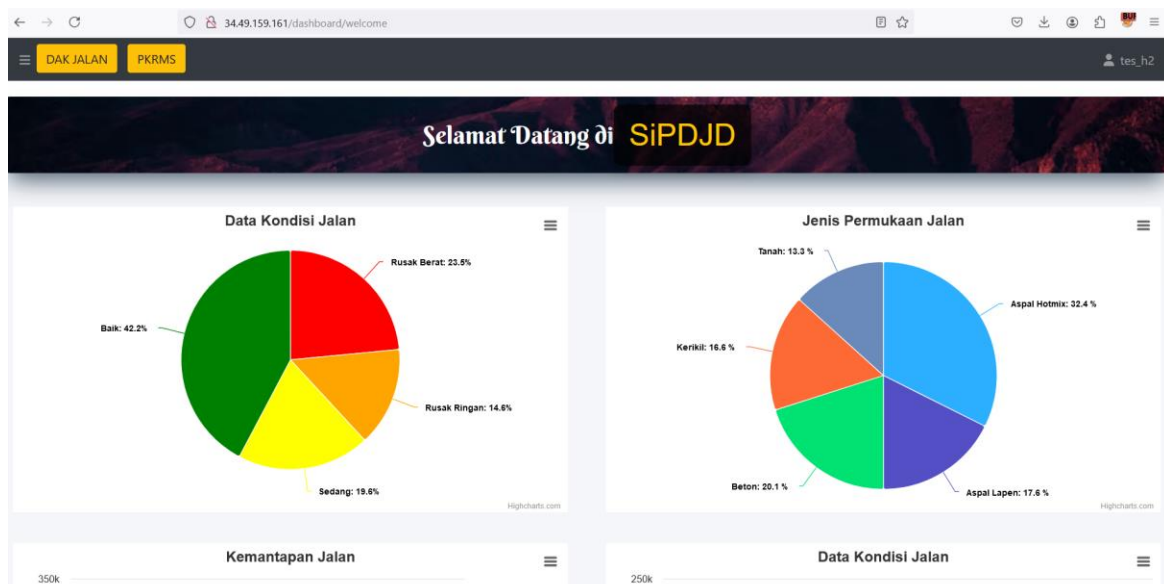 34.49.159.161/dashboard/welcome
DAK JALAN PKRMS tes_h2
Selamat Datang di SiPDJD
Data Kondisi Jalan
Rusak Berat: 23.5%
Baik: 42.2%
Rusak Ringan: 14.6%
Sedang: 19.6%
Highcharts.com
Jenis Permukaan Jalan
Tanah: 13.3 %
Aspal Hotmix: 32.4 %
Kerikil: 16.6 %
Beton: 20.1 %
Aspal Lapen: 17.6 %
Highcharts.com
Kemantapan Jalan
350k
Data Kondisi Jalan
250k